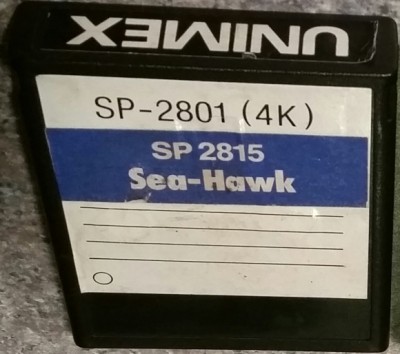 UNIMEX
SP-2801 (4K)
SP 2815
Sea-Hawk